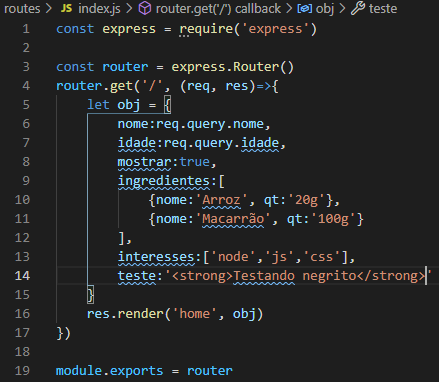 routes > JS index.js > router.get('/') callback > obj > teste
1 const express = require('express')
2
3 const router = express.Router()
4 router.get('/', (req, res)=>{
5 let obj = {
6 nome:req.query.nome,
7 idade:req.query.idade,
8 mostrar:true,
9 ingredientes:[
10 {nome:'Arroz', qt:'20g'},
11 {nome:'Macarrão', qt:'100g'}
12 ],
13 interesses:['node','js','css'],
14 teste:'<strong>Testando negrito</strong>'
15 }
16 res.render('home', obj)
17 })
18
19 module.exports = router